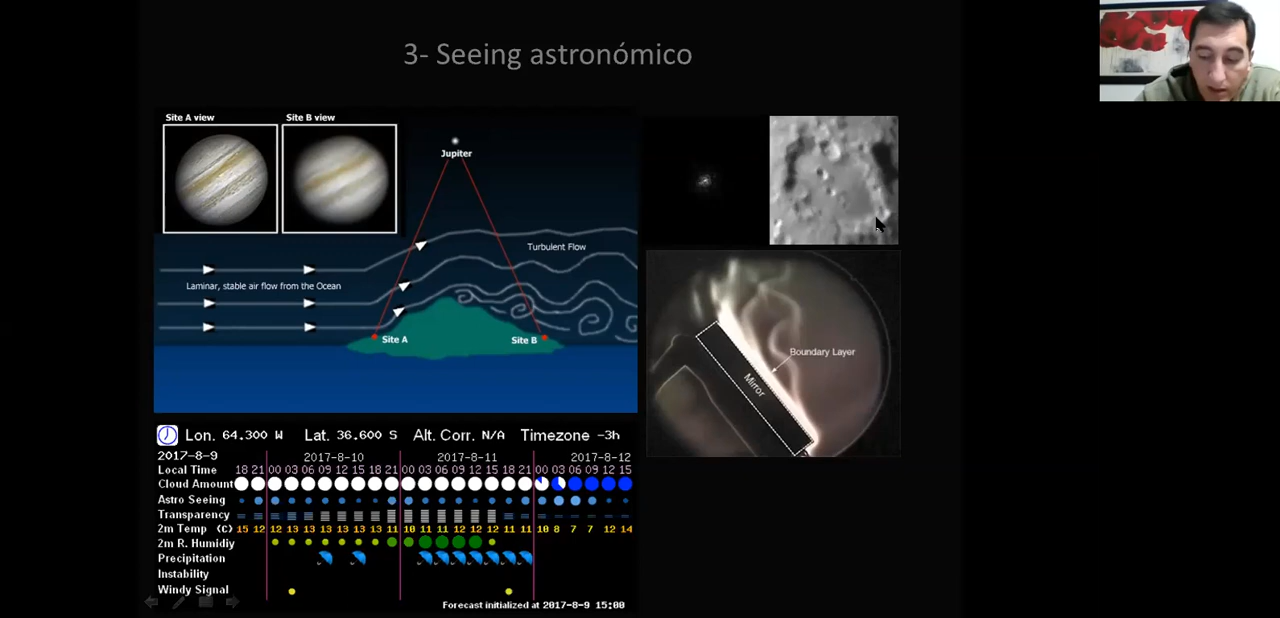 3- Seeing astronómico
Site A view
Site B view
Jupiter
Turbulent Flow
Laminar, stable air flow from the Ocean
Site A
Site B
Boundary Layer
Mirror
Lon. 64.300 W Lat. 36.600 S Alt. Corr. N/A Timezone -3h
2017-8-9 2017-8-10 2017-8-11 2017-8-12
Local Time 18 21 00 03 06 09 12 15 18 21 00 03 06 09 12 15 18 21 00 03 06 09 12 15
Cloud Amount
Astro Seeing
Transparency
2m Temp (C) 15 12 12 13 13 13 13 13 13 11 10 11 11 12 12 12 11 11 10 8 7 7 12 14
2m R. Humidiy
Precipitation
Instability
Windy Signal
Forecast initialized at 2017-8-9 15:00